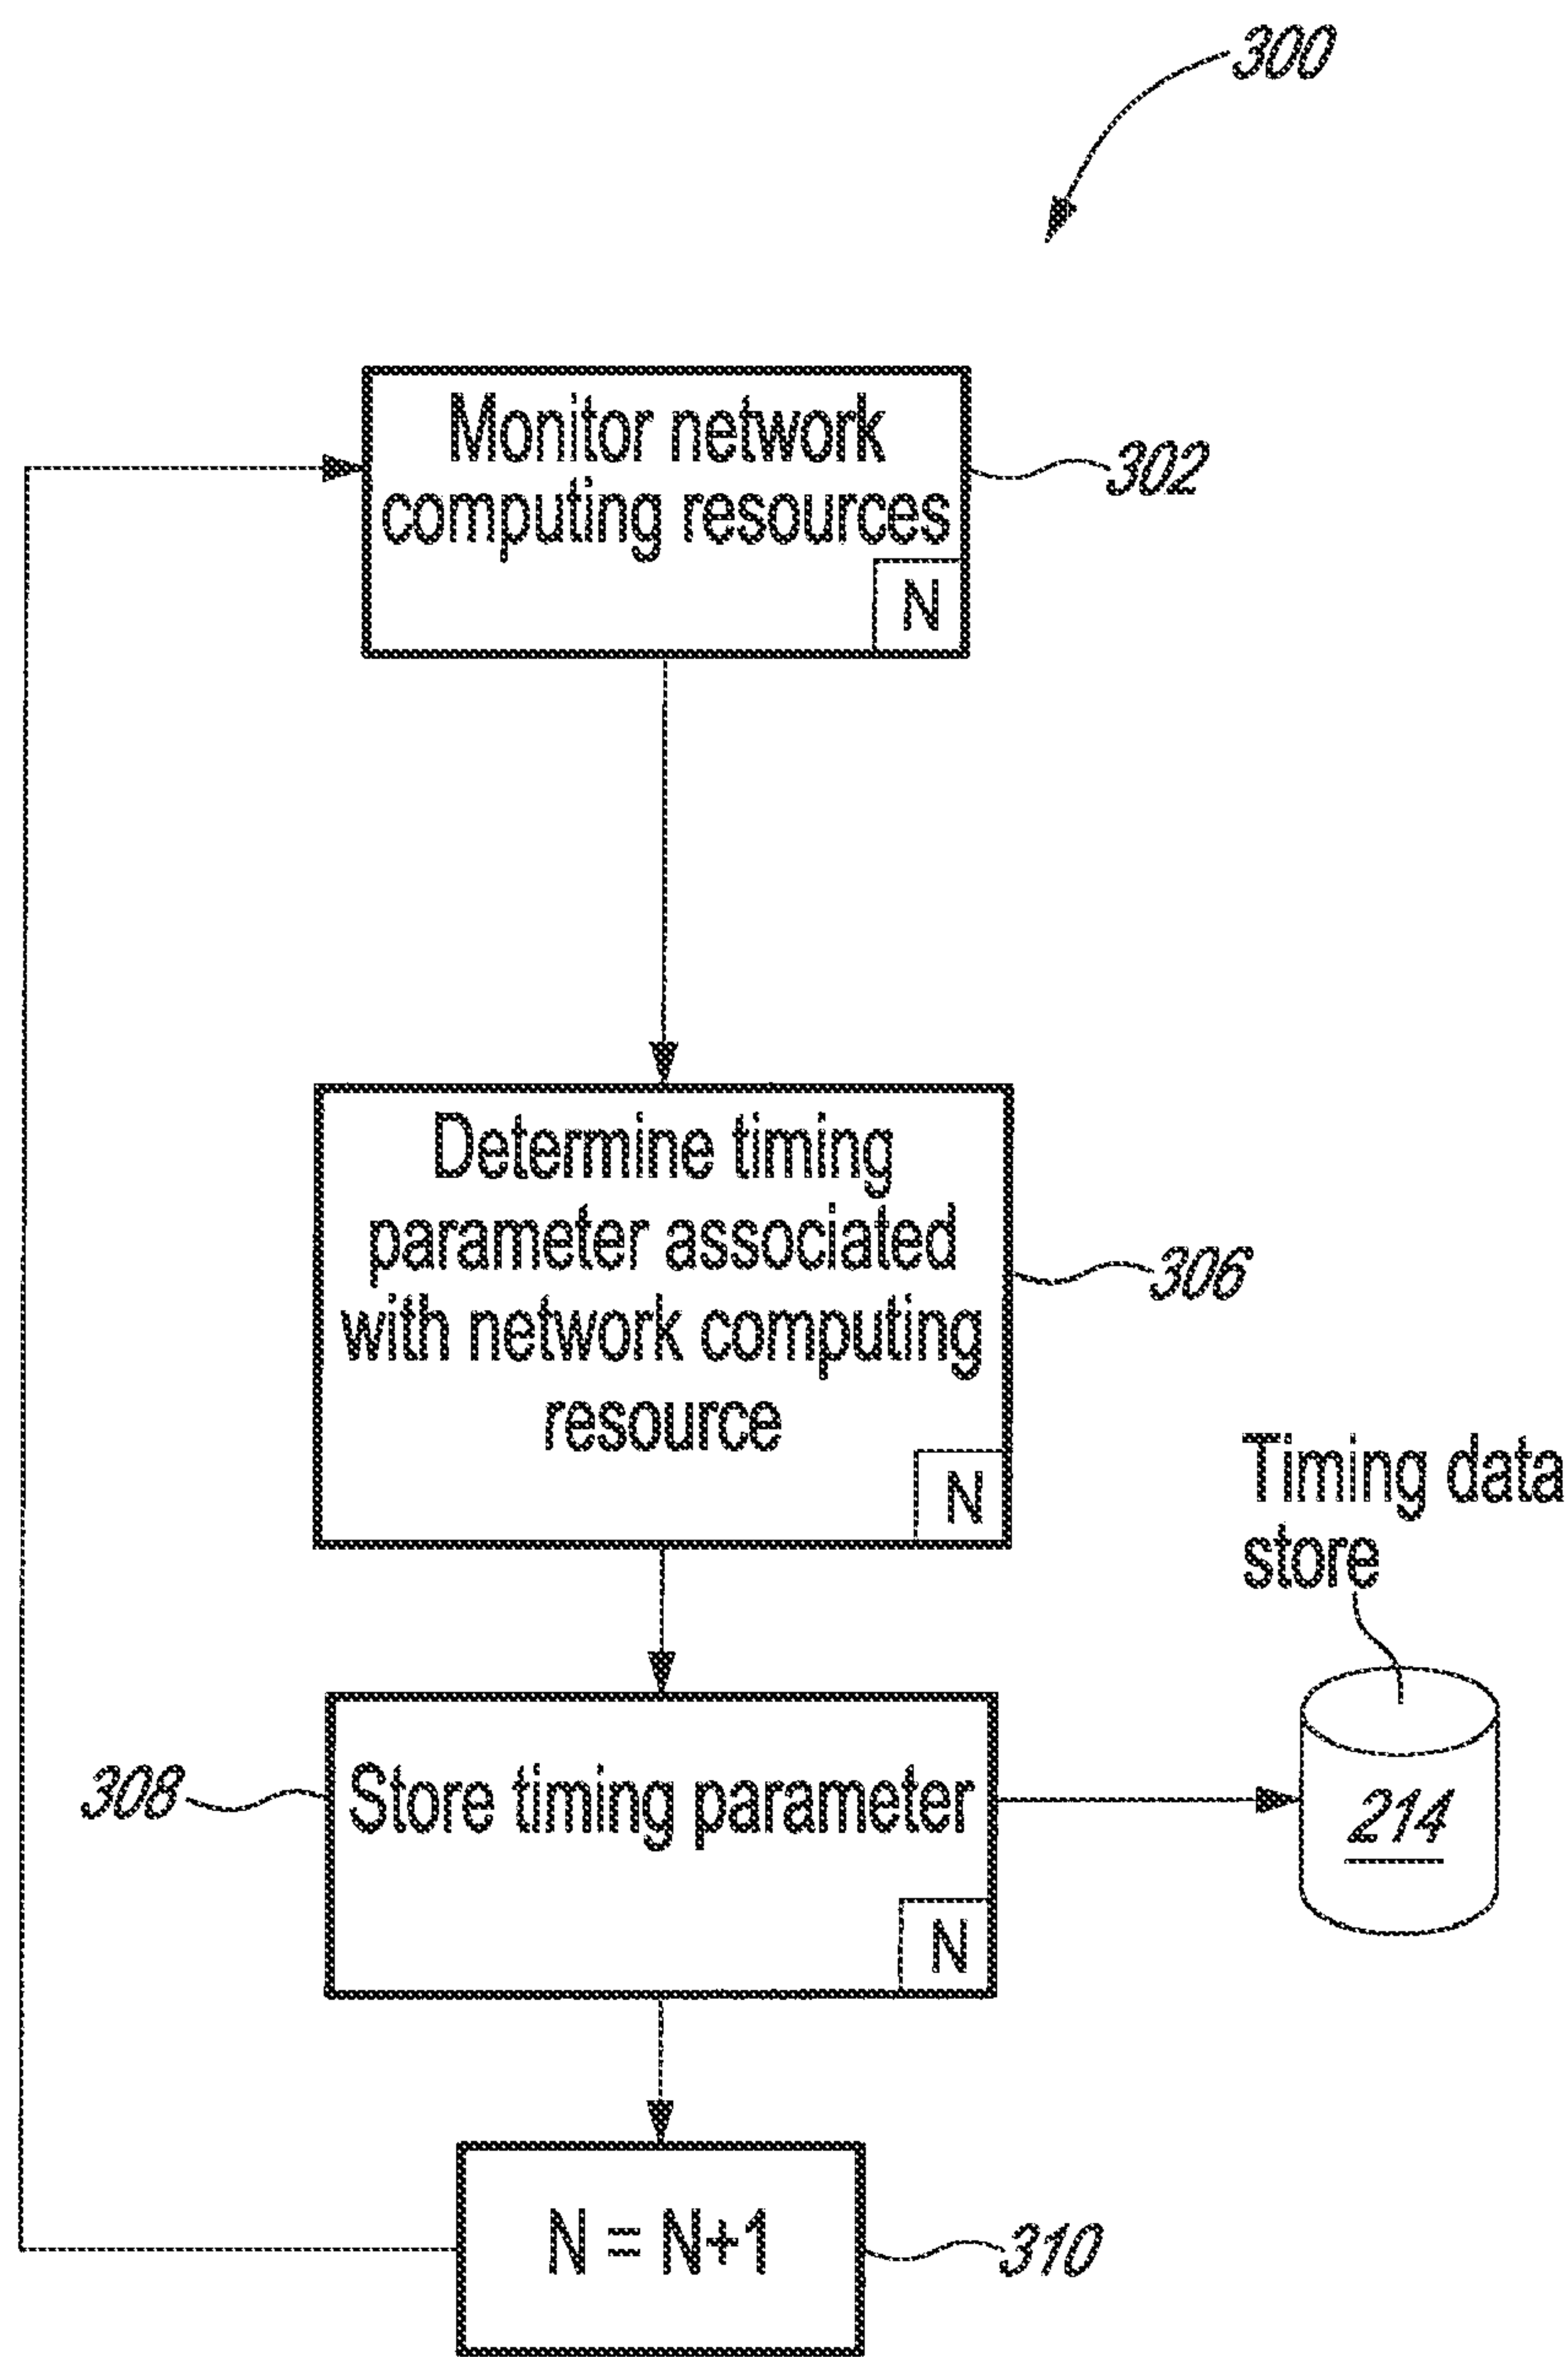 300
Monitor network
computing resources
N
302
Determine timing
parameter associated
with network computing
resource
N
306
Timing data
store
308
Store timing parameter
N
214
N = N+1
310